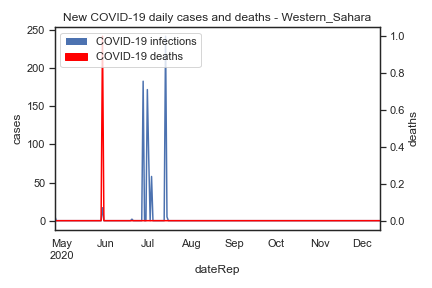 New COVID-19 daily cases and deaths - Western_Sahara
COVID-19 infections
COVID-19 deaths
250
200
150
100
50
0
cases
1.0
0.8
0.6
0.4
0.2
0.0
deaths
May Jun Jul Aug Sep Oct Nov Dec
2020
dateRep